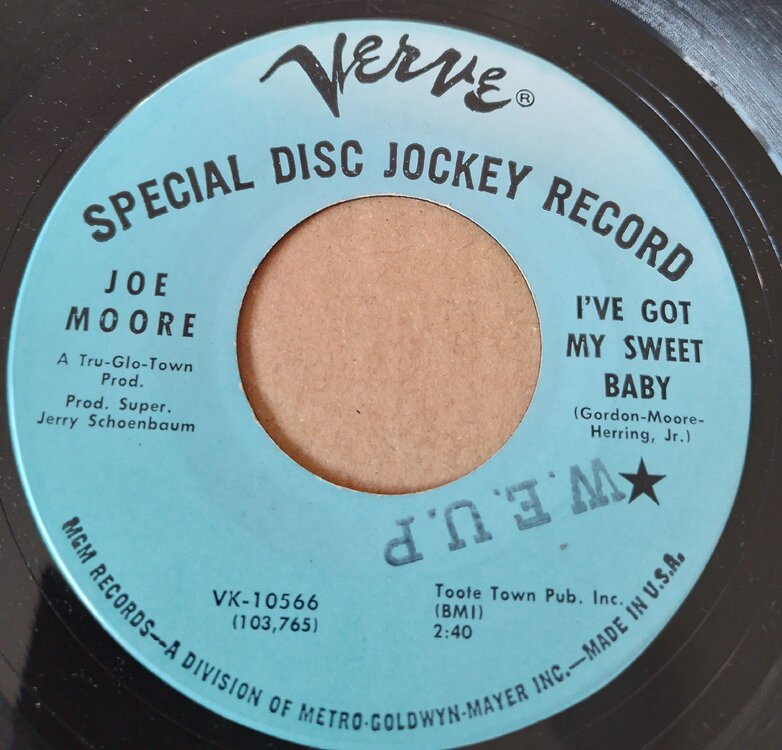 Verve®
SPECIAL DISC JOCKEY RECORD
JOE
MOORE
A Tru-Glo-Town
Prod.
Prod. Super.
Jerry Schoenbaum
I'VE GOT
MY SWEET
BABY
(Gordon-Moore-
Herring, Jr.)
★
W.E.U.P
VK-10566
(103,765)
Toote Town Pub. Inc.
(BMI)
2:40
MGM RECORDS—A DIVISION OF METRO-GOLDWYN-MAYER INC.—MADE IN U.S.A.